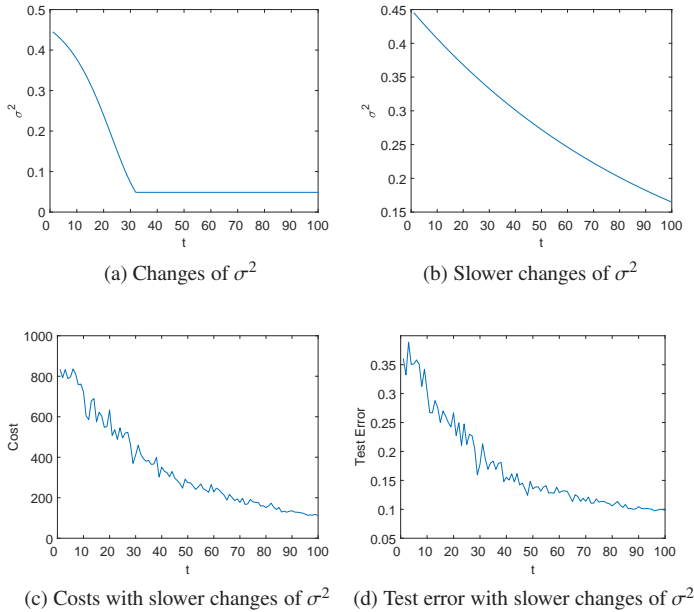 0.5
0.4
0.3
0.2
0.1
0
σ²
0 10 20 30 40 50 60 70 80 90 100
t
(a) Changes of σ²
0.45
0.4
0.35
0.3
0.25
0.2
0.15
σ²
0 10 20 30 40 50 60 70 80 90 100
t
(b) Slower changes of σ²
1000
800
600
400
200
0
Cost
0 10 20 30 40 50 60 70 80 90 100
t
(c) Costs with slower changes of σ²
0.35
0.3
0.25
0.2
0.15
0.1
0.05
Test Error
0 10 20 30 40 50 60 70 80 90 100
t
(d) Test error with slower changes of σ²